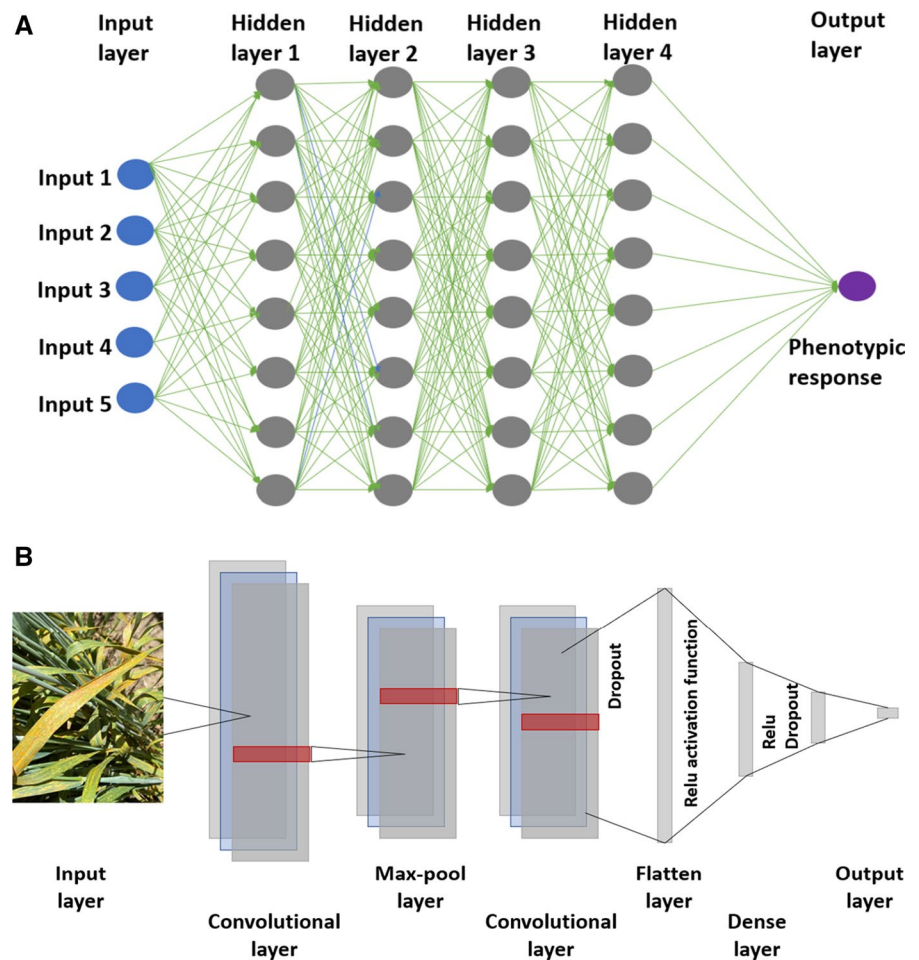 A
Input
layer
Hidden
layer 1
Hidden
layer 2
Hidden
layer 3
Hidden
layer 4
Output
layer
Input 1
Input 2
Input 3
Input 4
Input 5
Phenotypic
response
B
Dropout
Relu activation function
Relu
Dropout
Input
layer
Convolutional
layer
Max-pool
layer
Convolutional
layer
Flatten
layer
Dense
layer
Output
layer